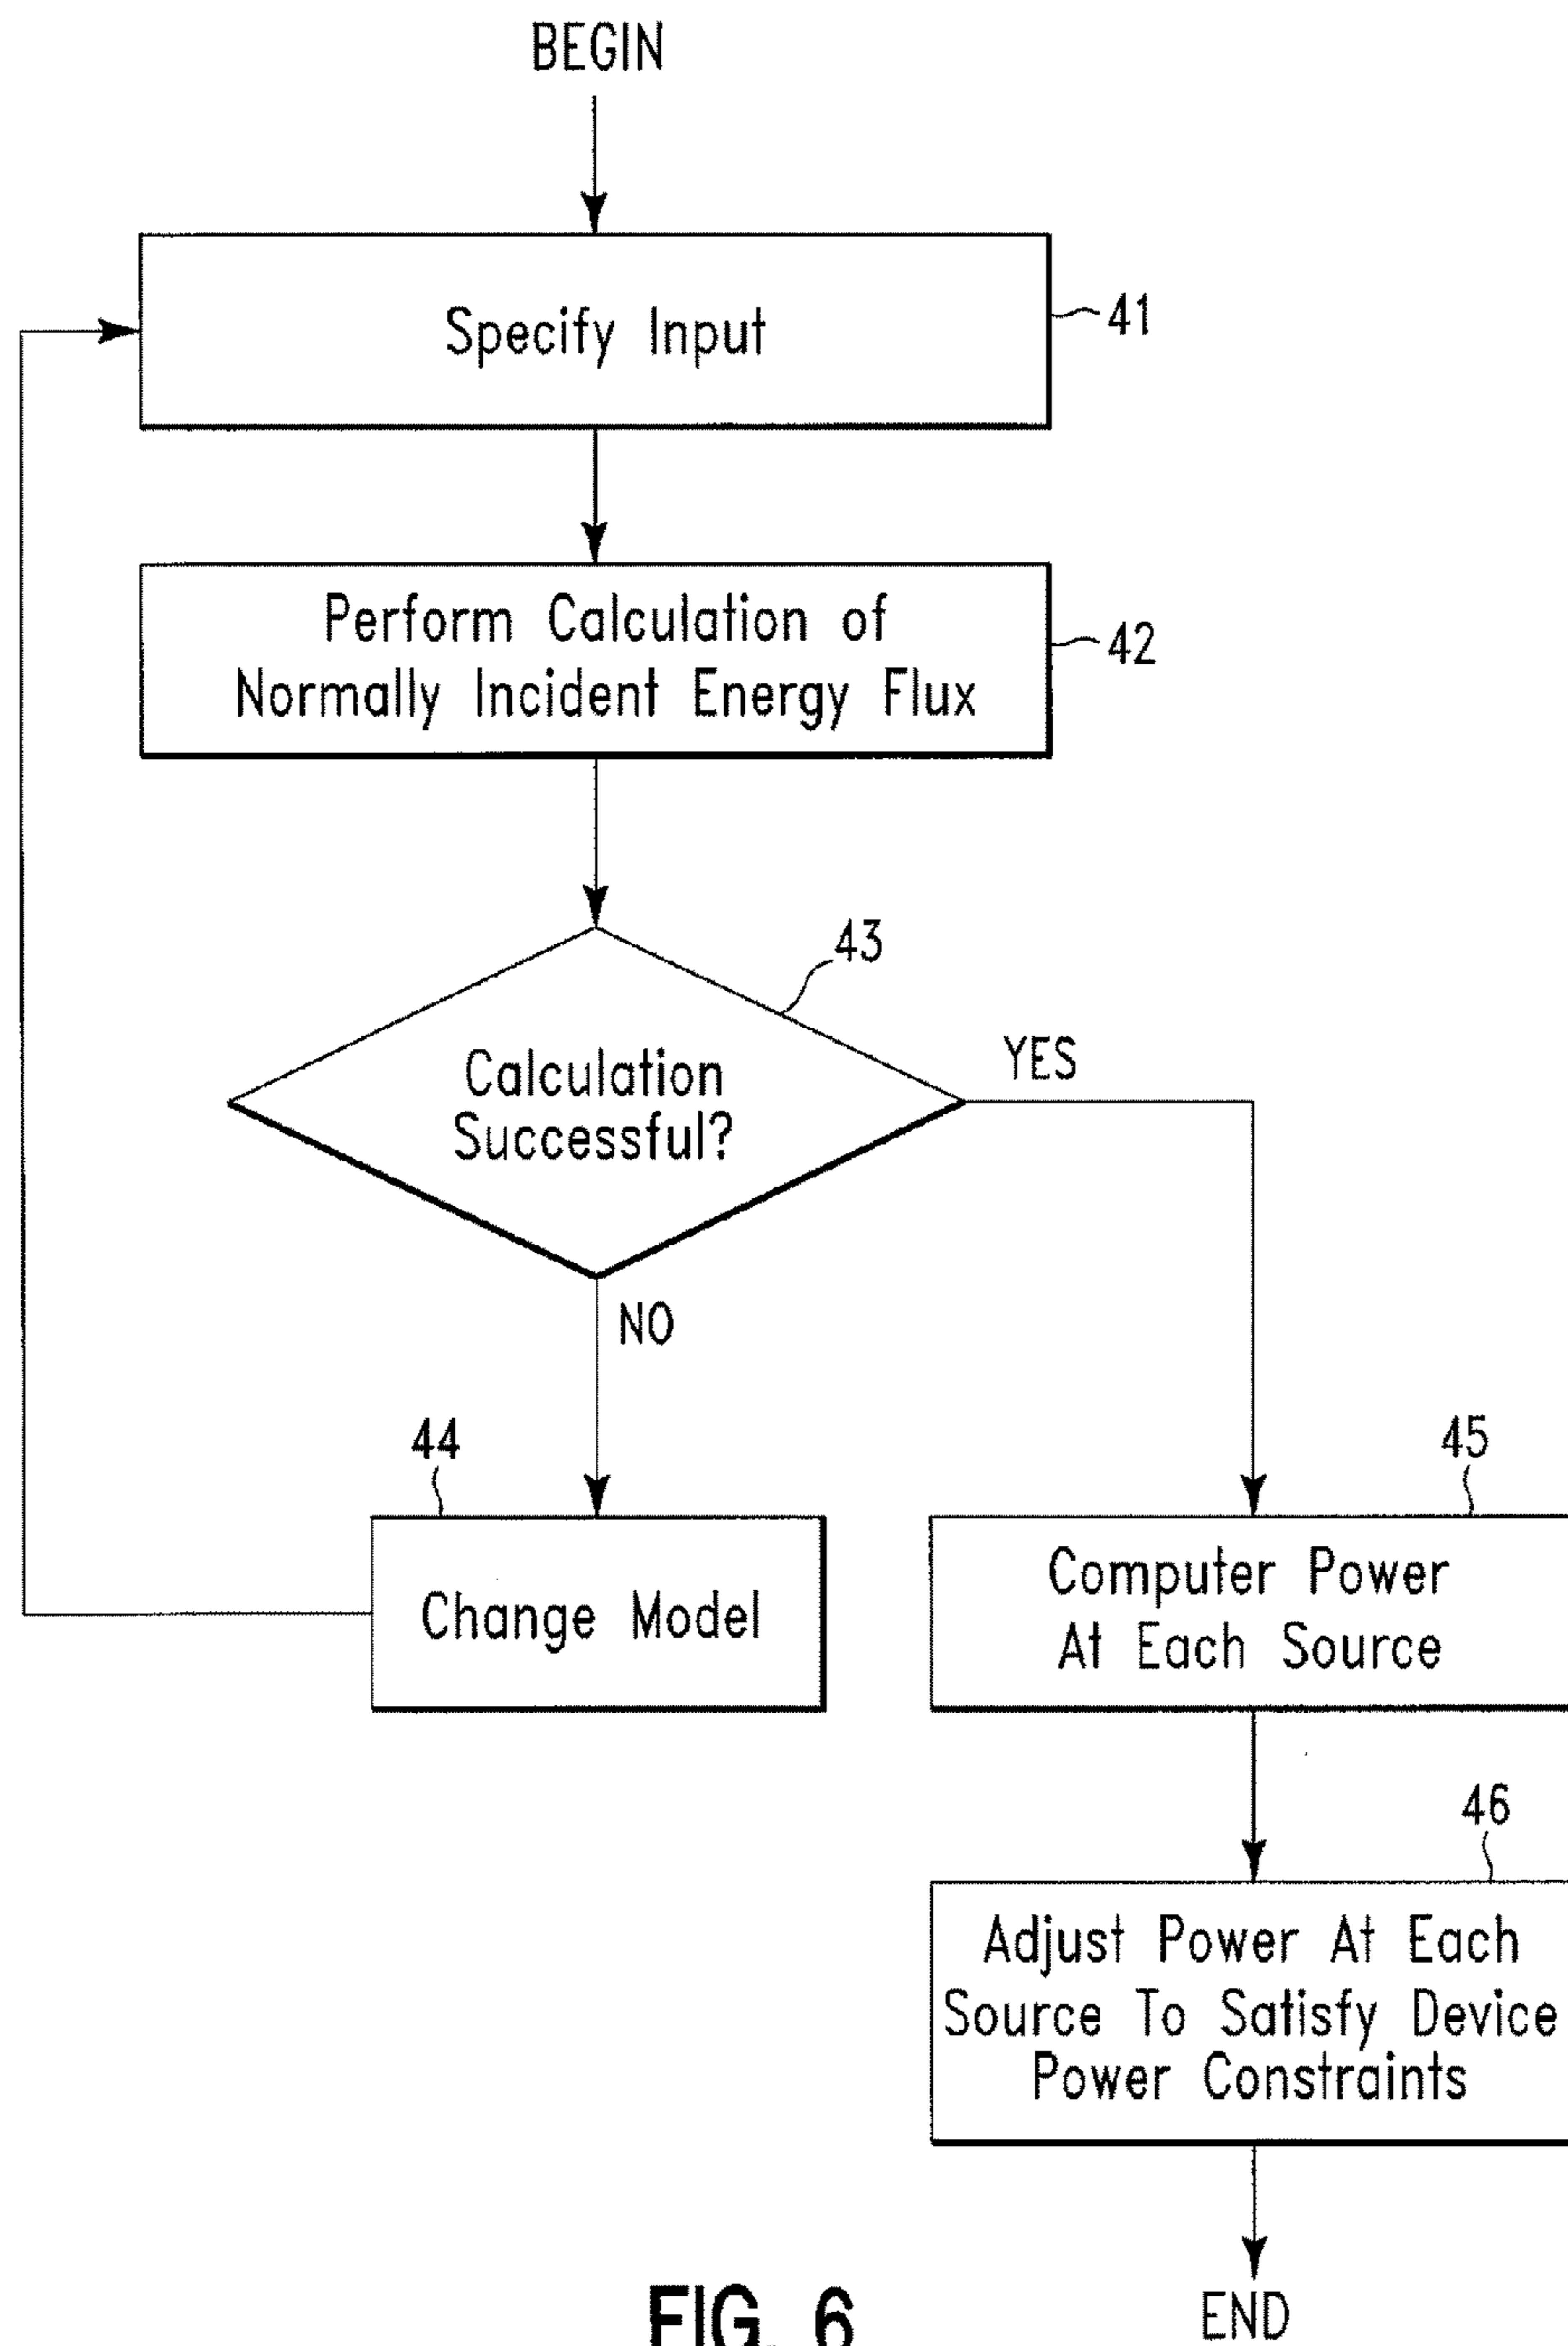 BEGIN
Specify Input
41
Perform Calculation of
Normally Incident Energy Flux
42
43
Calculation
Successful?
YES
NO
44
Change Model
45
Computer Power
At Each Source
46
Adjust Power At Each
Source To Satisfy Device
Power Constraints
END
FIG. 6